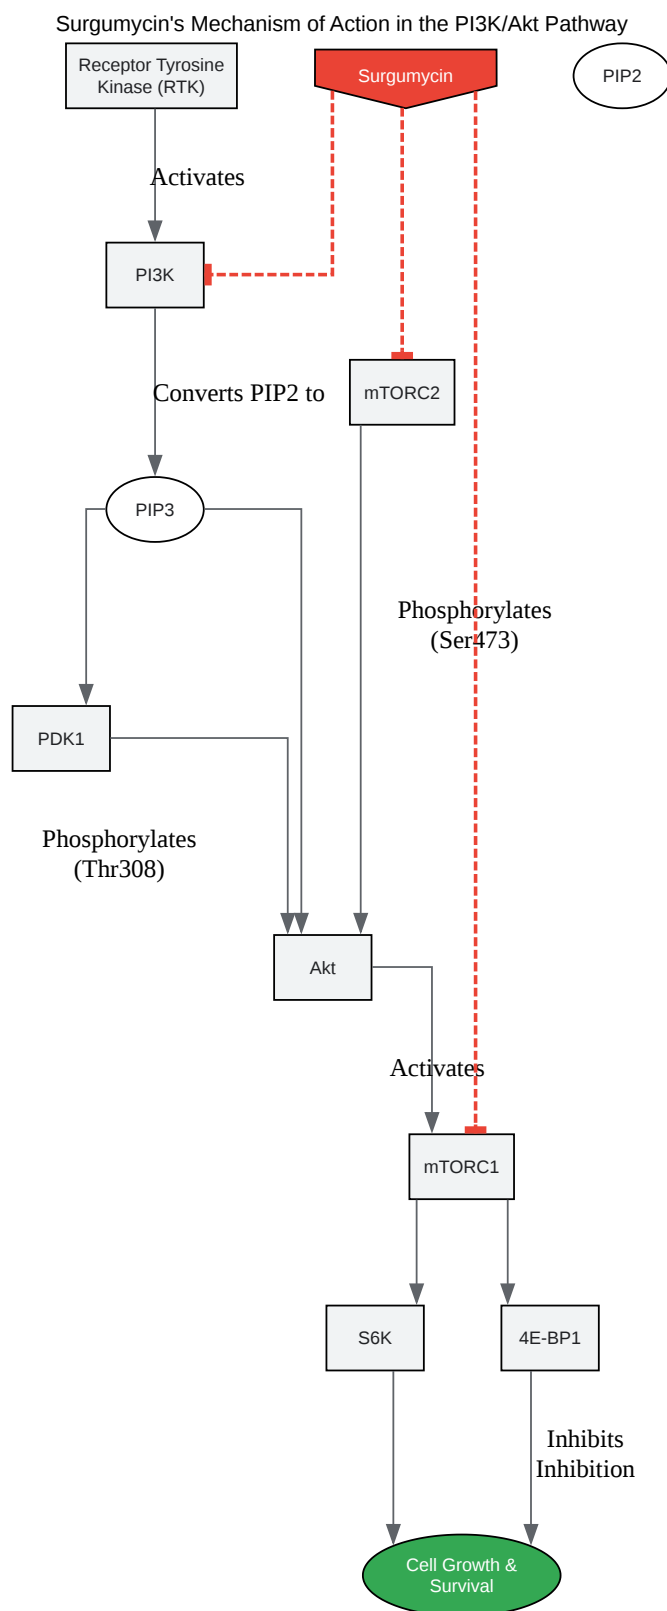 Surgumycin's Mechanism of Action in the PI3K/Akt Pathway
Receptor Tyrosine
Kinase (RTK)
Surgumycin
PIP2
Activates
PI3K
mTORC2
Converts PIP2 to
PIP3
Phosphorylates
(Ser473)
PDK1
Phosphorylates
(Thr308)
Akt
Activates
mTORC1
S6K
4E-BP1
Inhibits
Inhibition
Cell Growth &
Survival